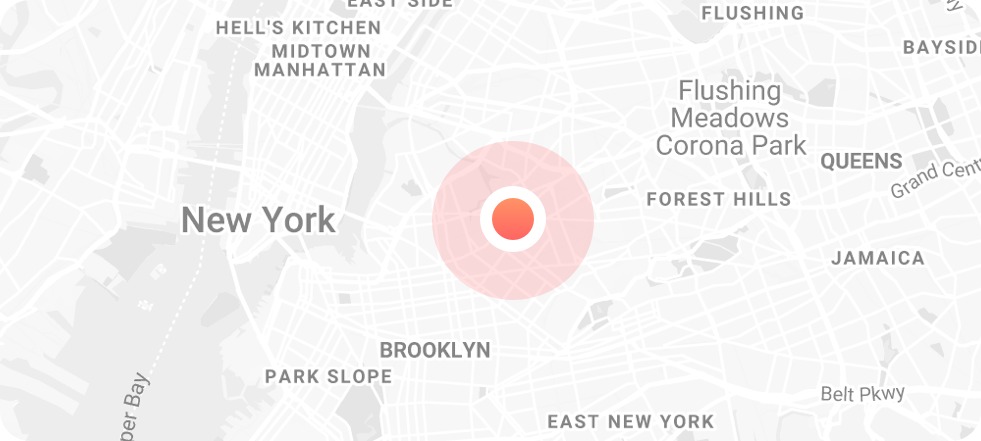 EAST SIDE
FLUSHING
HELL'S KITCHEN
MIDTOWN
MANHATTAN
BAYSID
Flushing
Meadows
Corona Park
QUEENS
Grand Cent
FOREST HILLS
New York
JAMAICA
BROOKLYN
PARK SLOPE
Belt Pkwy
per Bay
EAST NEW YORK